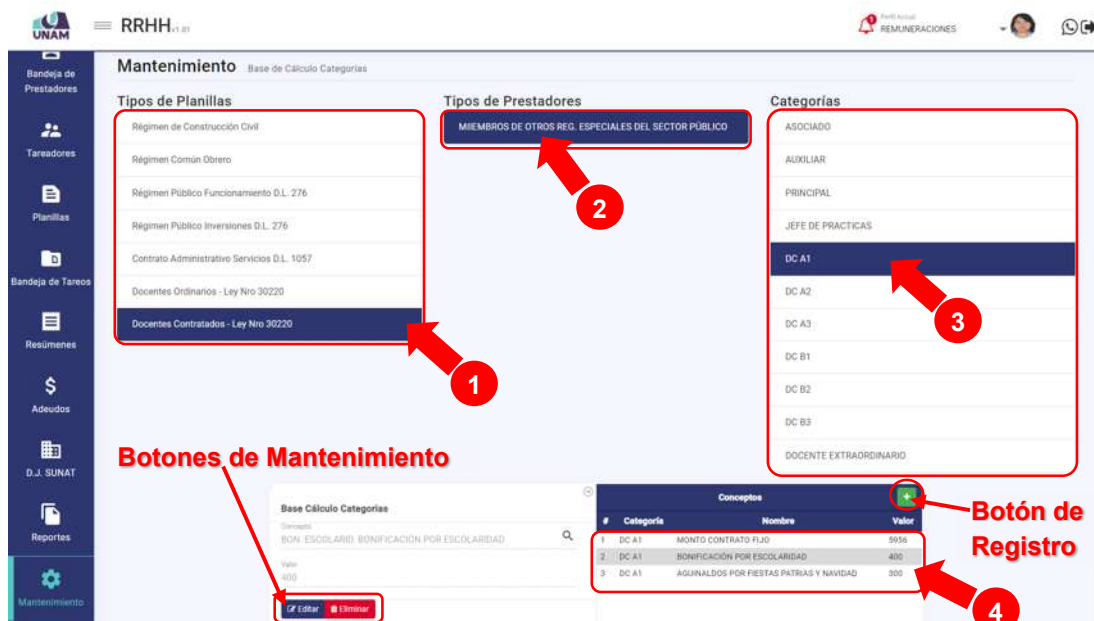 UNAM
RRHH v1.01
Perfil Actual
REMUNERACIONES
Bandeja de
Prestadores
Tareadores
Planillas
Bandeja de Tareos
Resúmenes
Adeudos
D.J. SUNAT
Reportes
Mantenimiento
Mantenimiento Base de Cálculo Categorias
Tipos de Planillas
Régimen de Construcción Civil
Régimen Común Obrero
Régimen Público Funcionamiento D.L. 276
Régimen Público Inversiones D.L. 276
Contrato Administrativo Servicios D.L. 1057
Docentes Ordinarios - Ley Nro 30220
Docentes Contratados - Ley Nro 30220
1
Tipos de Prestadores
MIEMBROS DE OTROS REG. ESPECIALES DEL SECTOR PÚBLICO
2
Categorías
ASOCIADO
AUXILIAR
PRINCIPAL
JEFE DE PRACTICAS
DC A1
DC A2
DC A3
DC B1
DC B2
DC B3
DOCENTE EXTRAORDINARIO
3
Botones de Mantenimiento
Base Cálculo Categorias
Concepto
BON. ESCOLARID. BONIFICACIÓN POR ESCOLARIDAD
Valor
400
Editar Eliminar
Conceptos
# Categoría Nombre Valor
1 DC A1 MONTO CONTRATO FIJO 5956
2 DC A1 BONIFICACIÓN POR ESCOLARIDAD 400
3 DC A1 AGUINALDOS POR FIESTAS PATRIAS Y NAVIDAD 300
Botón de
Registro
4